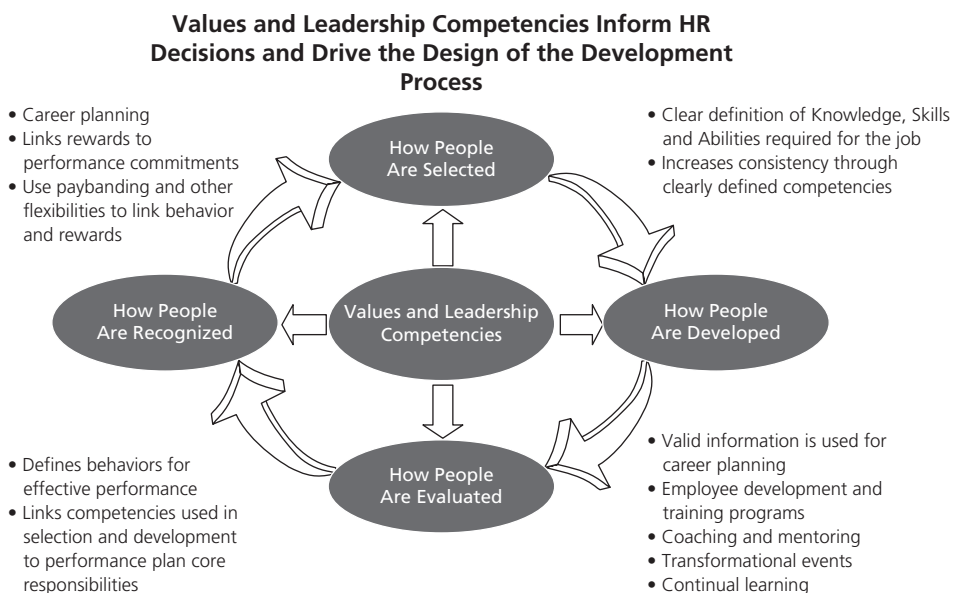 Values and Leadership Competencies Inform HR
Decisions and Drive the Design of the Development
Process
• Career planning
• Links rewards to
performance commitments
• Use paybanding and other
flexibilities to link behavior
and rewards
How People
Are Selected
• Clear definition of Knowledge, Skills
and Abilities required for the job
• Increases consistency through
clearly defined competencies
How People
Are Recognized
Values and Leadership
Competencies
How People
Are Developed
• Defines behaviors for
effective performance
• Links competencies used in
selection and development
to performance plan core
responsibilities
How People
Are Evaluated
• Valid information is used for
career planning
• Employee development and
training programs
• Coaching and mentoring
• Transformational events
• Continual learning